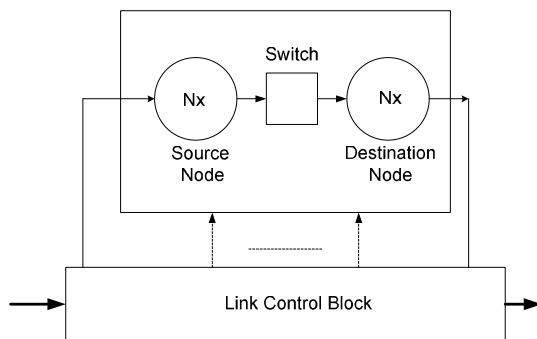 Switch
Nx
Nx
Source
Node
Destination
Node
Link Control Block